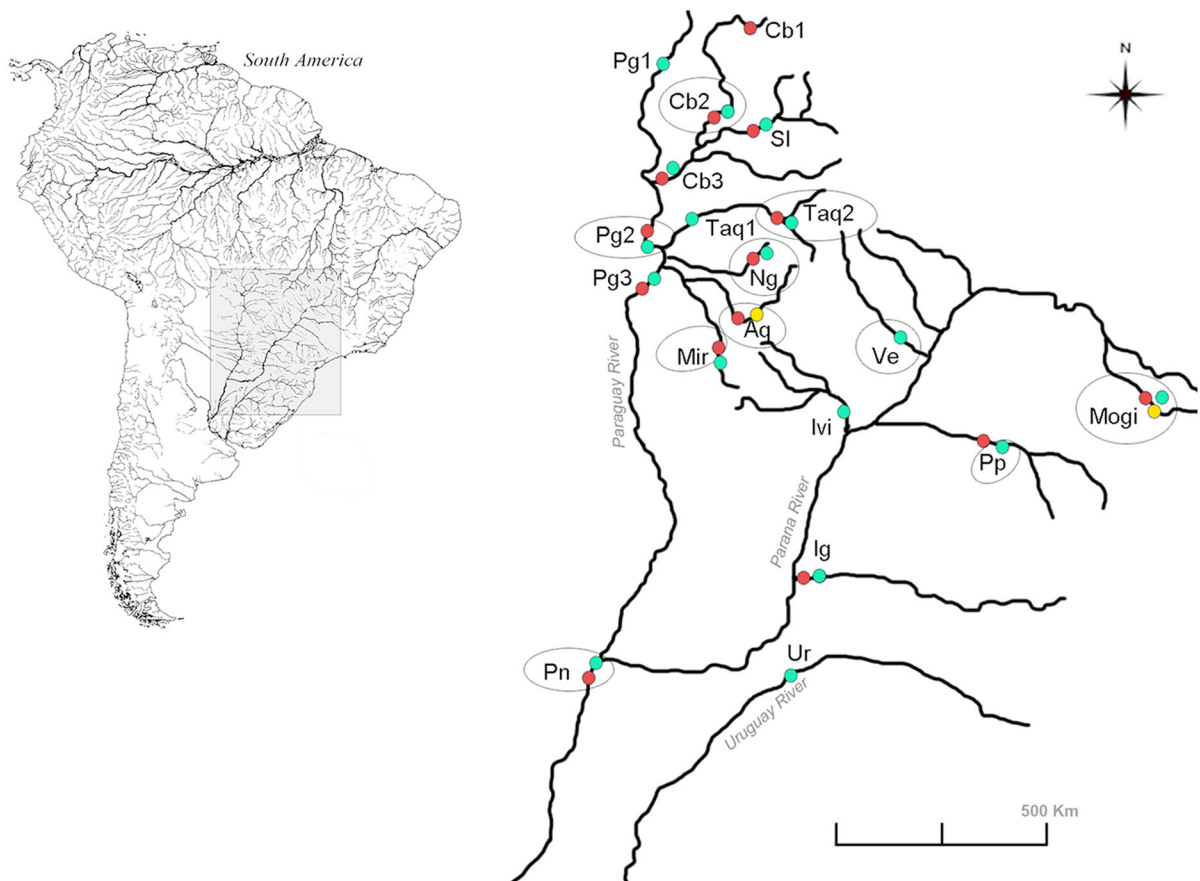 South America
N
Cb1
Pg1
Cb2
Sl
Cb3
Taq1
Taq2
Pg2
Ng
Pg3
Aq
Mir
Ve
Mogi
Ivi
Paraguay River
Pp
Parana River
Ig
Pn
Ur
Uruguay River
500 Km